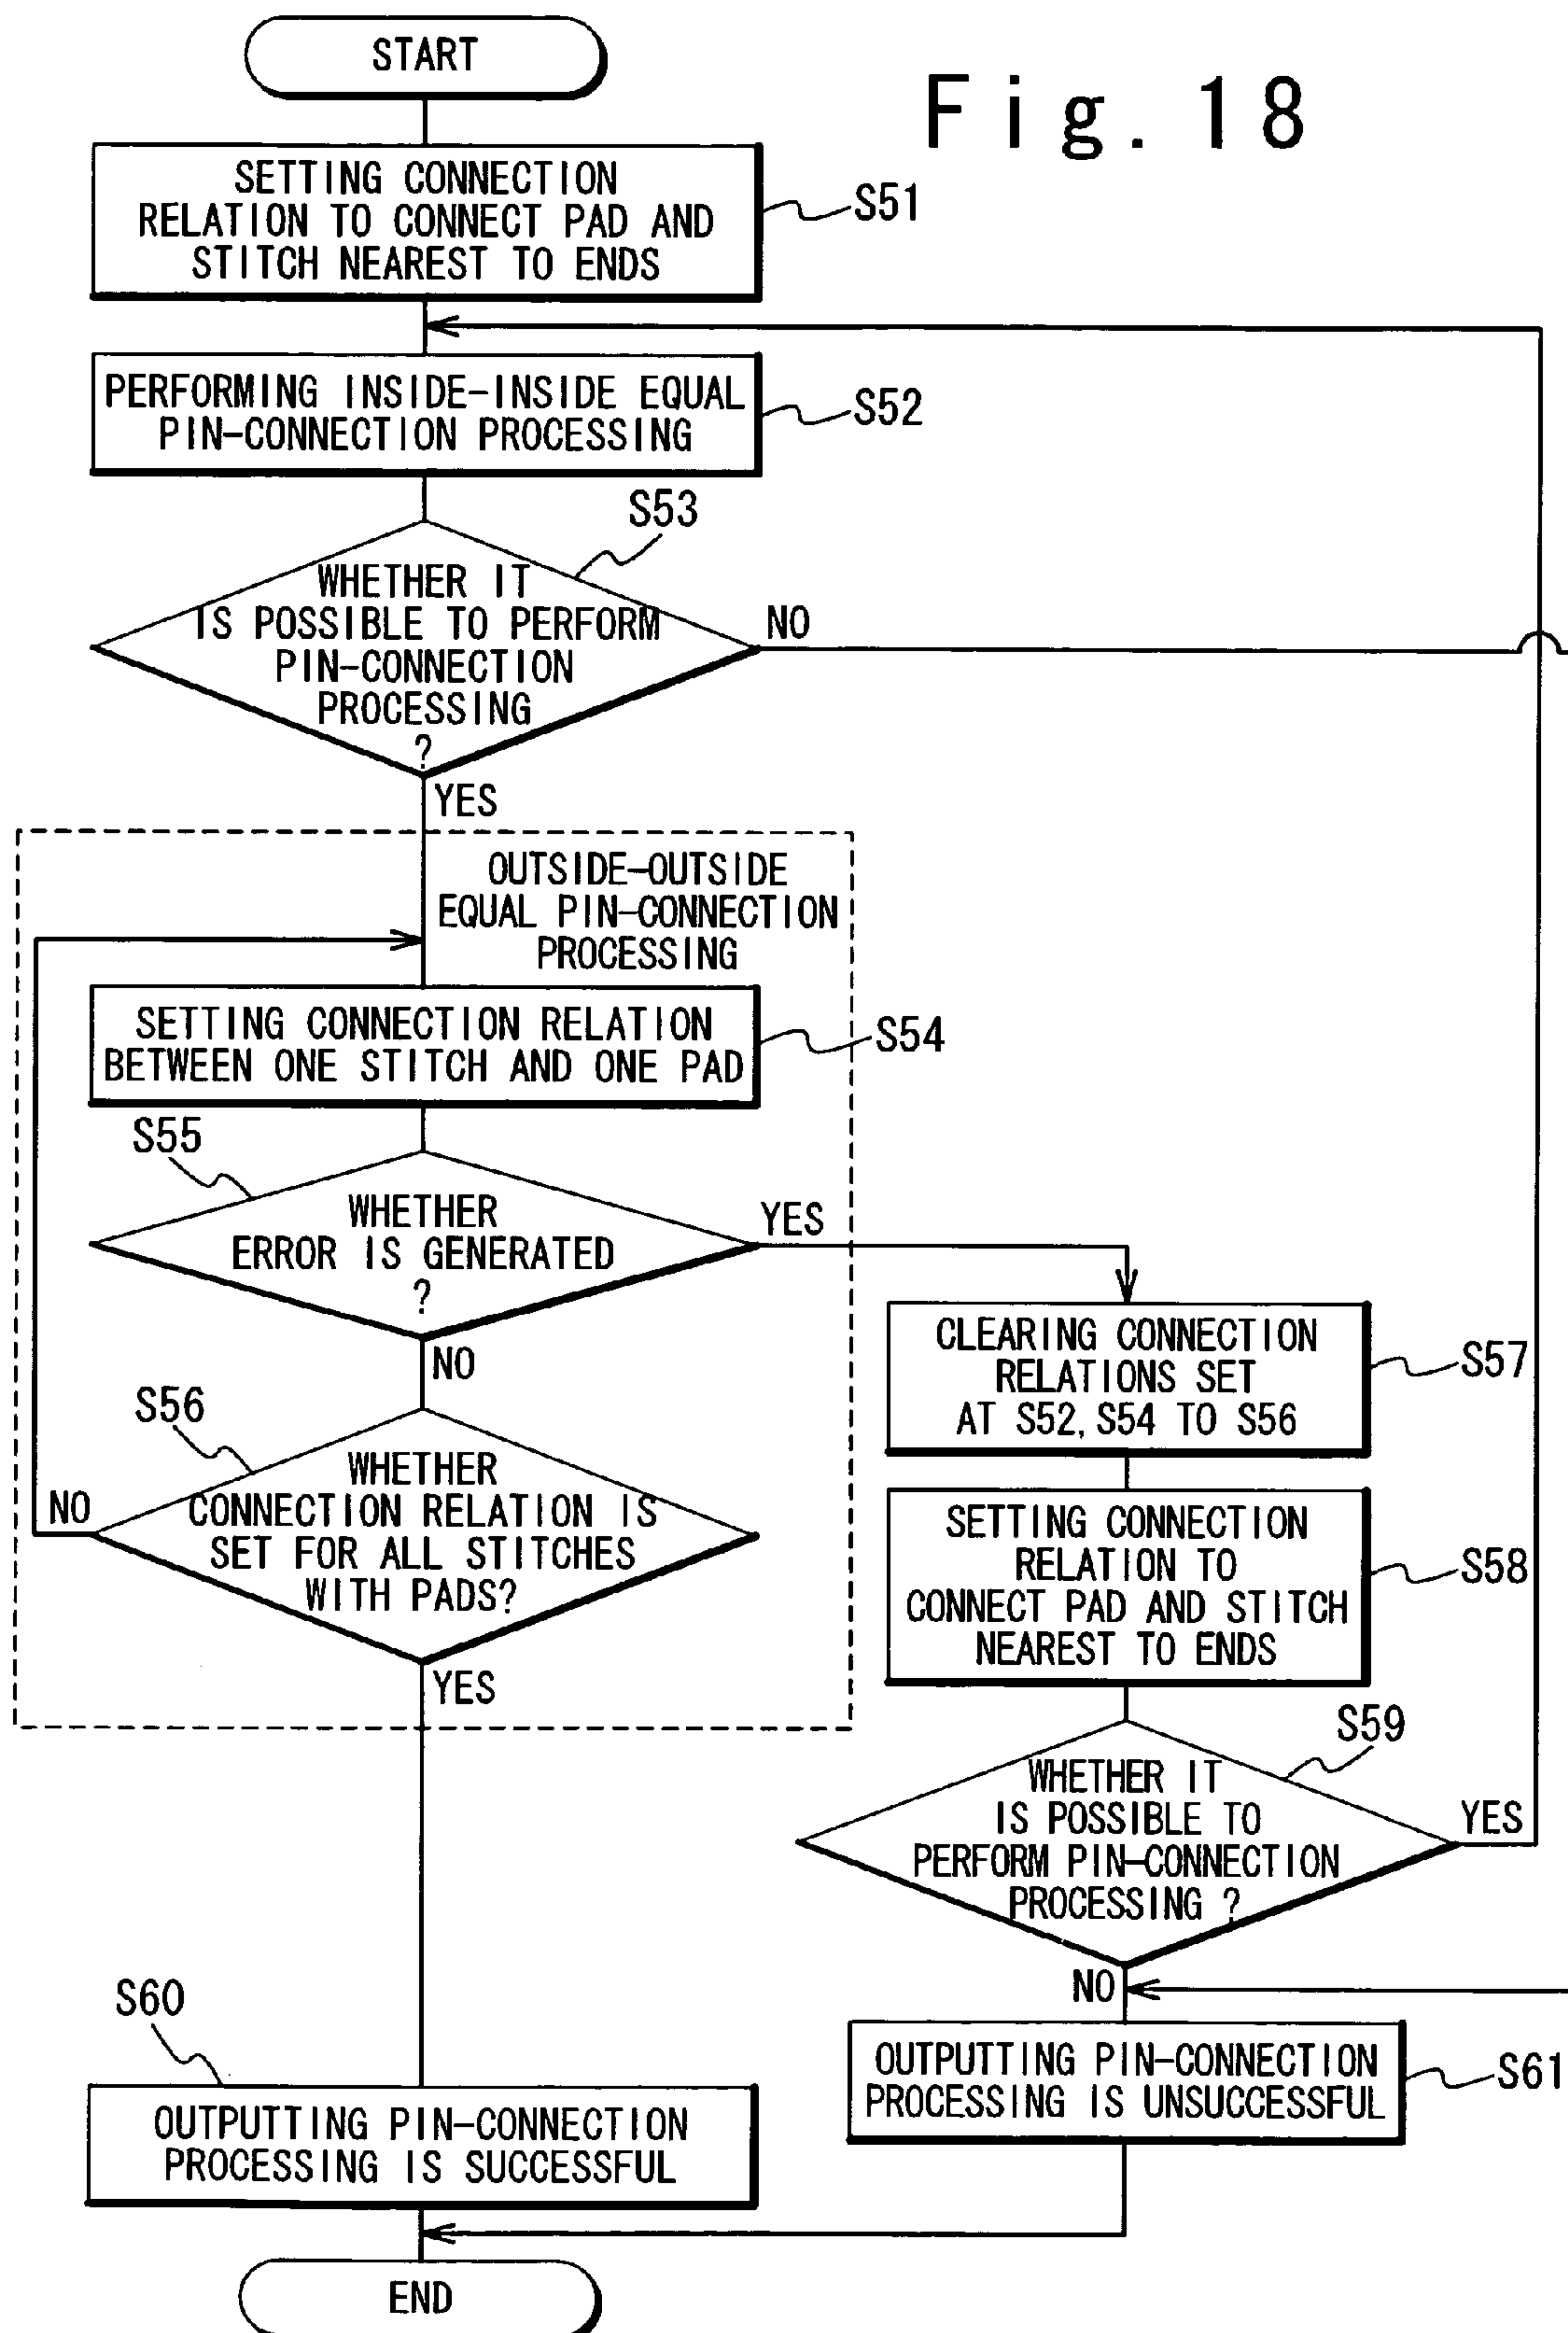 START
Fig. 18
SETTING CONNECTION
RELATION TO CONNECT PAD AND
STITCH NEAREST TO ENDS
S51
PERFORMING INSIDE-INSIDE EQUAL
PIN-CONNECTION PROCESSING
S52
S53
WHETHER IT
IS POSSIBLE TO PERFORM
PIN-CONNECTION
PROCESSING
?
NO
YES
OUTSIDE-OUTSIDE
EQUAL PIN-CONNECTION
PROCESSING
SETTING CONNECTION RELATION
BETWEEN ONE STITCH AND ONE PAD
S54
S55
WHETHER
ERROR IS GENERATED
?
YES
NO
CLEARING CONNECTION
RELATIONS SET
AT S52, S54 TO S56
S57
S56
WHETHER
CONNECTION RELATION IS
SET FOR ALL STITCHES
WITH PADS?
NO
YES
SETTING CONNECTION
RELATION TO
CONNECT PAD AND STITCH
NEAREST TO ENDS
S58
S59
WHETHER IT
IS POSSIBLE TO
PERFORM PIN-CONNECTION
PROCESSING ?
YES
NO
S60
OUTPUTTING PIN-CONNECTION
PROCESSING IS SUCCESSFUL
OUTPUTTING PIN-CONNECTION
PROCESSING IS UNSUCCESSFUL
S61
END